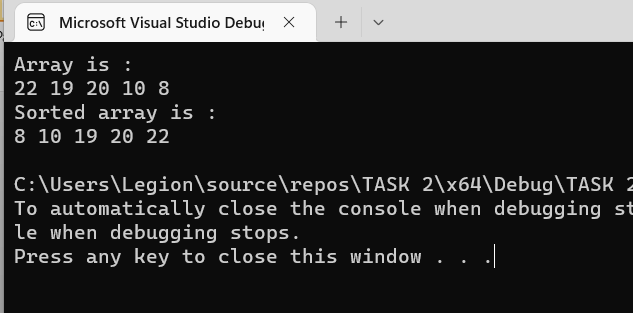 Microsoft Visual Studio Debu
Array is :
22 19 20 10 8
Sorted array is :
8 10 19 20 22
C:\Users\Legion\source\repos\TASK 2\x64\Debug\TASK 2
To automatically close the console when debugging st
le when debugging stops.
Press any key to close this window . . .